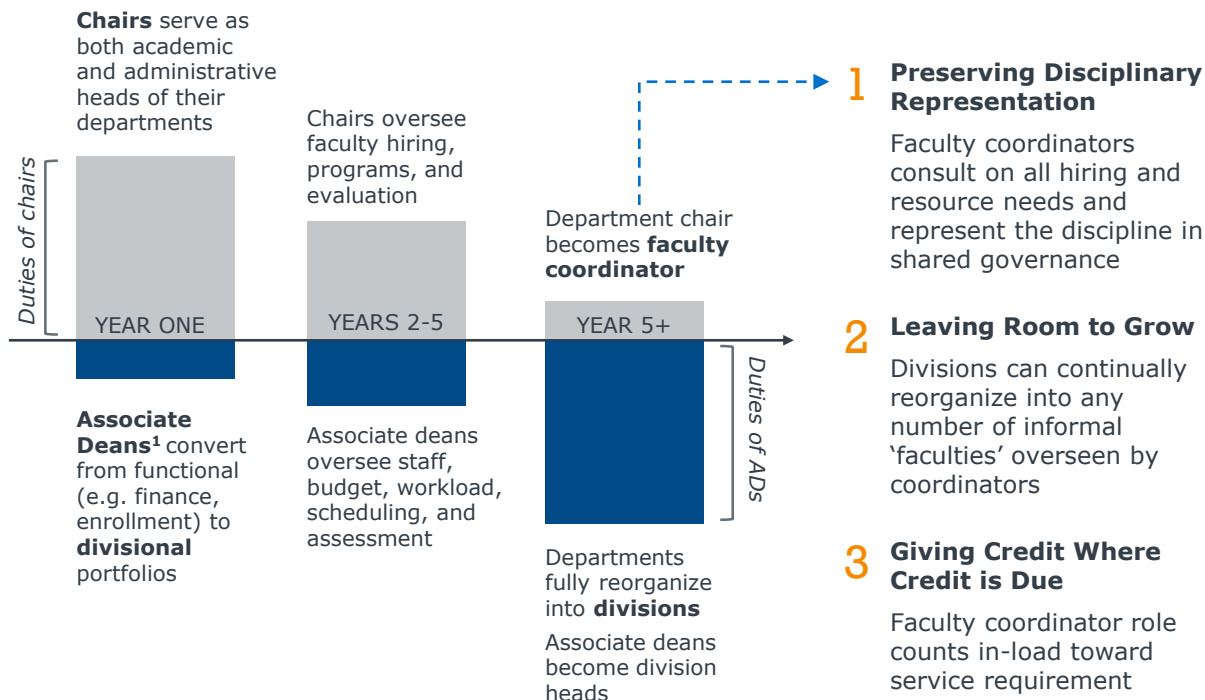 Chairs serve as
both academic
and administrative
heads of their
departments
Duties of chairs
YEAR ONE
Associate
Deans¹ convert
from functional
(e.g. finance,
enrollment) to
divisional
portfolios
Chairs oversee
faculty hiring,
programs, and
evaluation
YEARS 2-5
Associate deans
oversee staff,
budget, workload,
scheduling, and
assessment
Department chair
becomes faculty
coordinator
YEAR 5+
Duties of ADs
Departments
fully reorganize
into divisions
Associate deans
become division
heads
1
Preserving Disciplinary
Representation
Faculty coordinators
consult on all hiring and
resource needs and
represent the discipline in
shared governance
2
Leaving Room to Grow
Divisions can continually
reorganize into any
number of informal
‘faculties’ overseen by
coordinators
3
Giving Credit Where
Credit is Due
Faculty coordinator role
counts in-load toward
service requirement